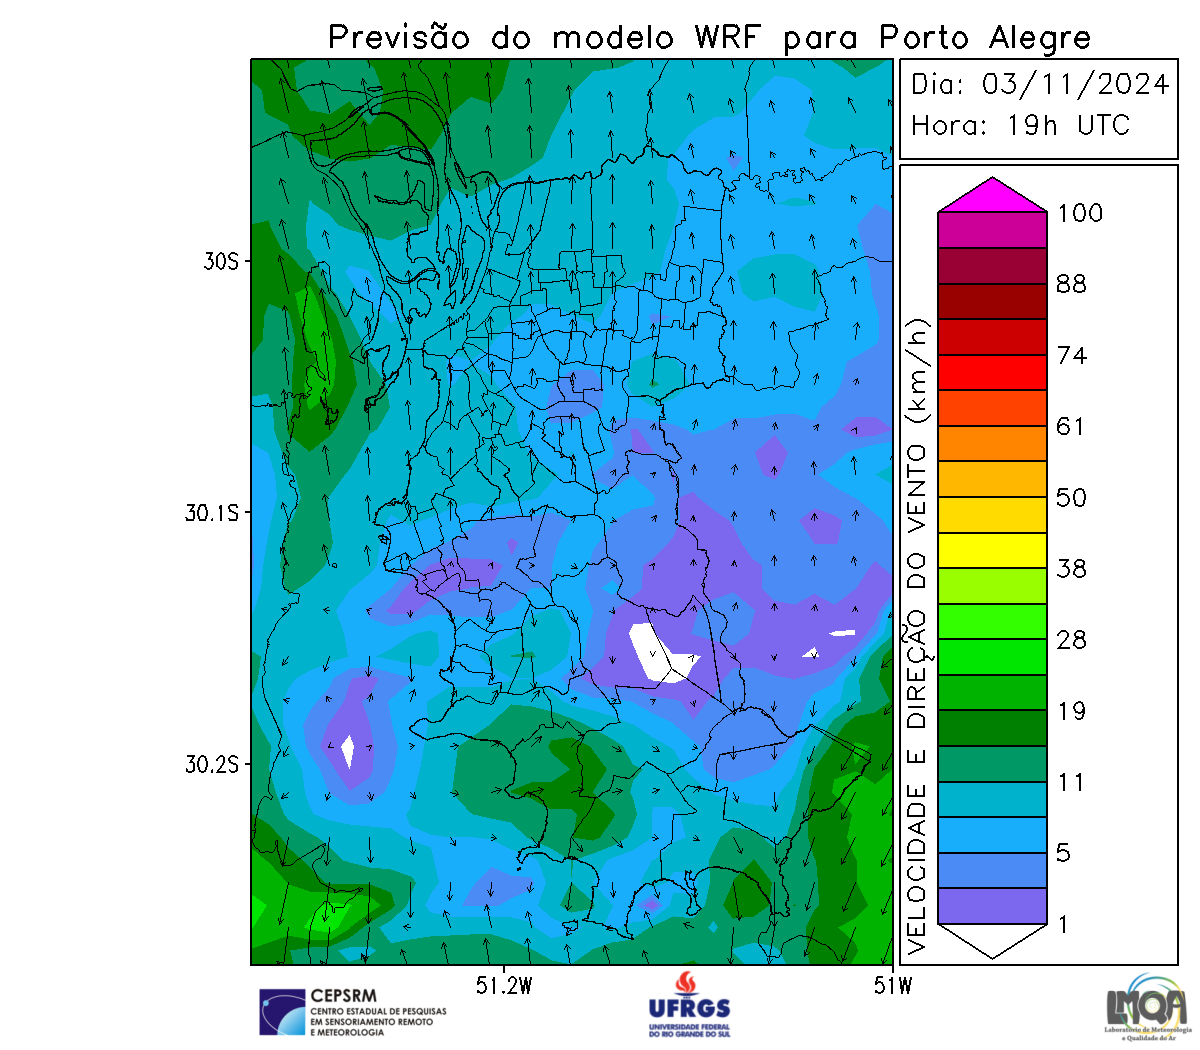 Previsão do modelo WRF para Porto Alegre
Dia: 03/11/2024
Hora: 19h UTC
30S
30.1S
30.2S
51.2W
51W
VELOCIDADE E DIREÇÃO DO VENTO (km/h)
100
88
74
61
50
38
28
19
11
5
1
CEPSRM
CENTRO ESTADUAL DE PESQUISAS
EM SENSORIAMENTO REMOTO
E METEOROLOGIA
UFRGS
UNIVERSIDADE FEDERAL
DO RIO GRANDE DO SUL
LMQA
Laboratório de Meteorologia
e Qualidade do Ar